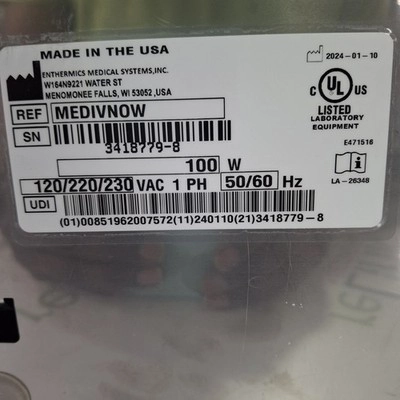 MADE IN THE USA
ENTHERMICS MEDICAL SYSTEMS, INC.
W164N9221 WATER ST
MENOMONEE FALLS, WI 53052 ,USA
2024-01-10
REF MEDIVNOW
SN 3418779-8
C UL US
LISTED
LABORATORY
EQUIPMENT
E471516
100 W
120/220/230 VAC 1 PH 50/60 Hz
LA-26348
UDI
(01)00851962007572(11)240110(21)3418779-8